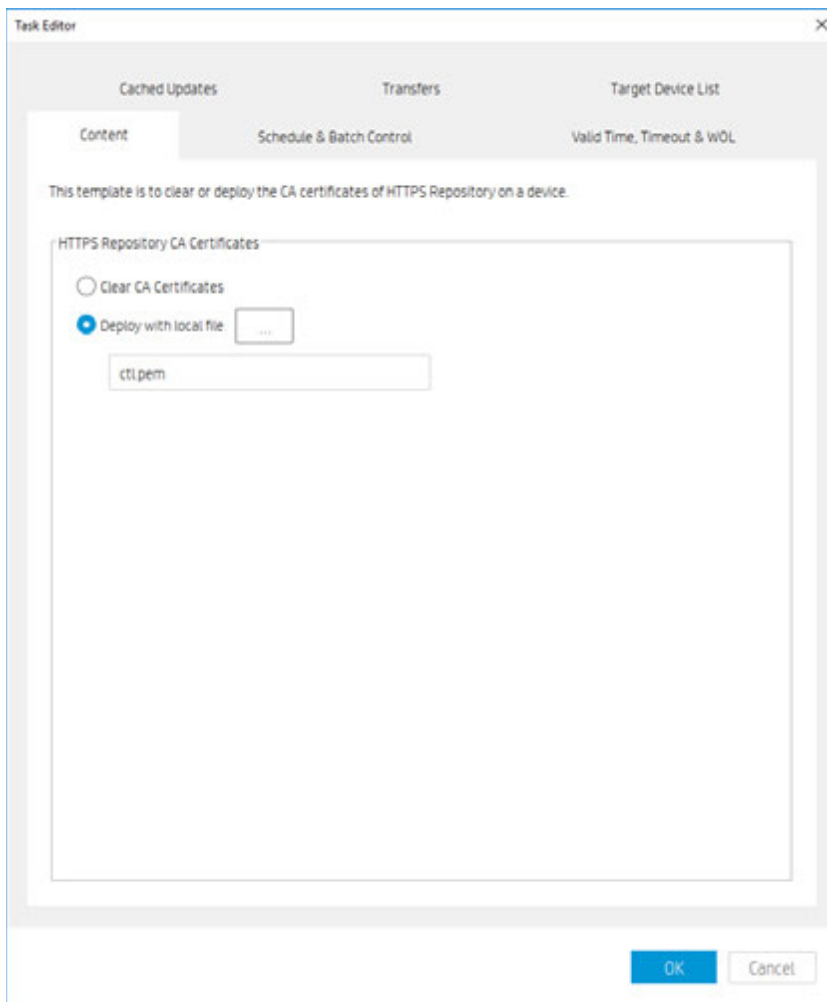 Task Editor
Cached Updates Transfers Target Device List
Content Schedule & Batch Control Valid Time, Timeout & WOL
This template is to clear or deploy the CA certificates of HTTPS Repository on a device.
HTTPS Repository CA Certificates
Clear CA Certificates
Deploy with local file ...
ctl.pem
OK Cancel